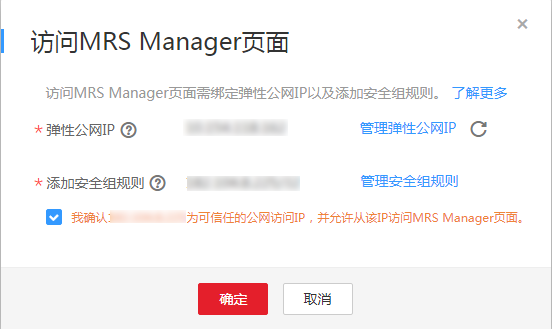 访问MRS Manager页面
访问MRS Manager页面需绑定弹性公网IP以及添加安全组规则。 了解更多
* 弹性公网IP ? 管理弹性公网IP
* 添加安全组规则 ? 管理安全组规则
我确认 为可信任的公网访问IP，并允许从该IP访问MRS Manager页面。
确定 取消